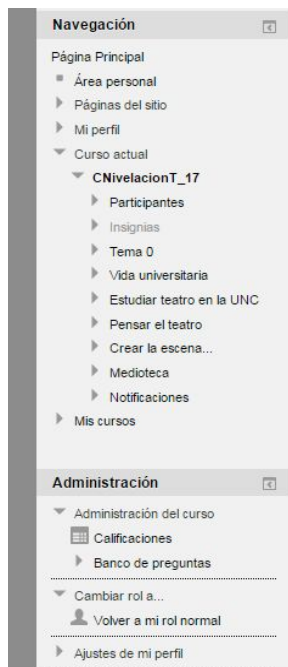 Navegación
Página Principal
Área personal
Páginas del sitio
Mi perfil
Curso actual
CNivelacionT_17
Participantes
Insignias
Tema 0
Vida universitaria
Estudiar teatro en la UNC
Pensar el teatro
Crear la escena...
Medioteca
Notificaciones
Mis cursos
Administración
Administración del curso
Calificaciones
Banco de preguntas
Cambiar rol a...
Volver a mi rol normal
Ajustes de mi perfil